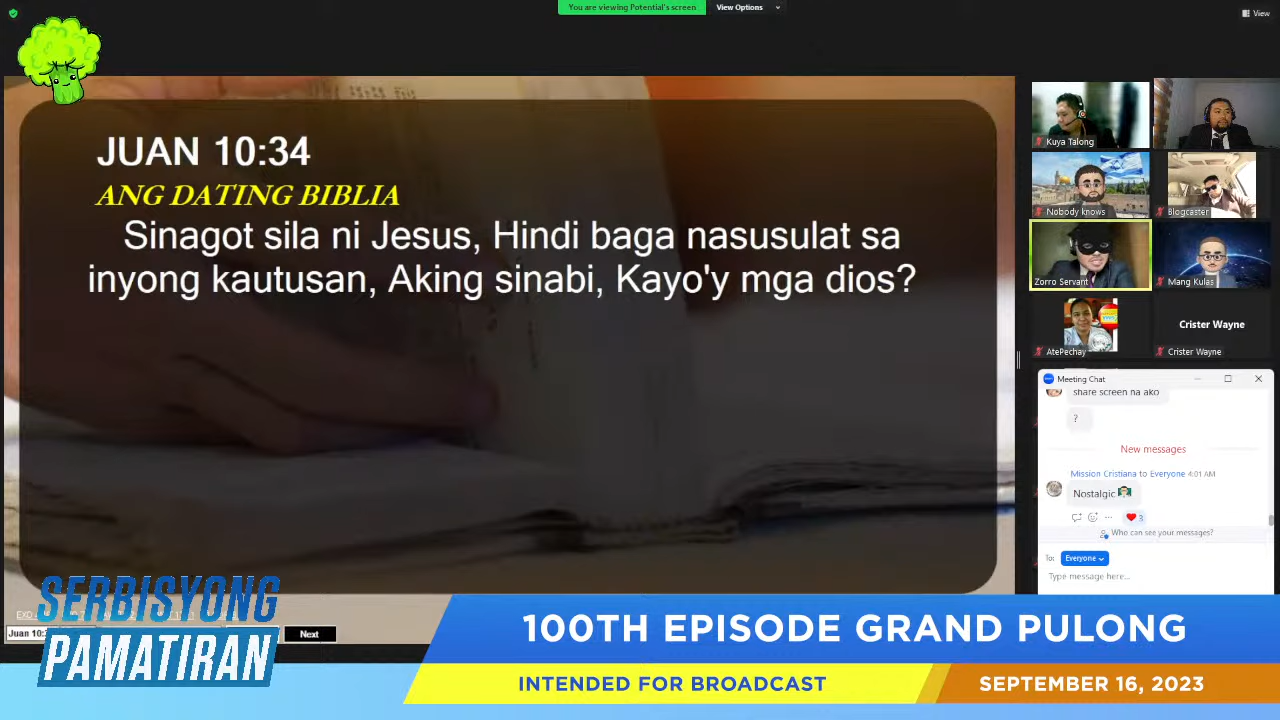 You are viewing Potential's screen
View Options
View
JUAN 10:34
ANG DATING BIBLIA
Sinagot sila ni Jesus, Hindi baga nasusulat sa
inyong kautusan, Aking sinabi, Kayo'y mga dios?
Kuya Talong
Nobody knows
Blogcaster
Zorro Servant
Mang Kulas
AtePechay
Crister Wayne
Crister Wayne
Meeting Chat
share screen na ako
?
New messages
Mission Cristiana to Everyone 4:01 AM
Nostalgic
3
Who can see your messages?
To: Everyone
Type message here...
Juan 10:
Next
SERBISYONG
PAMATIRAN
100TH EPISODE GRAND PULONG
INTENDED FOR BROADCAST
SEPTEMBER 16, 2023